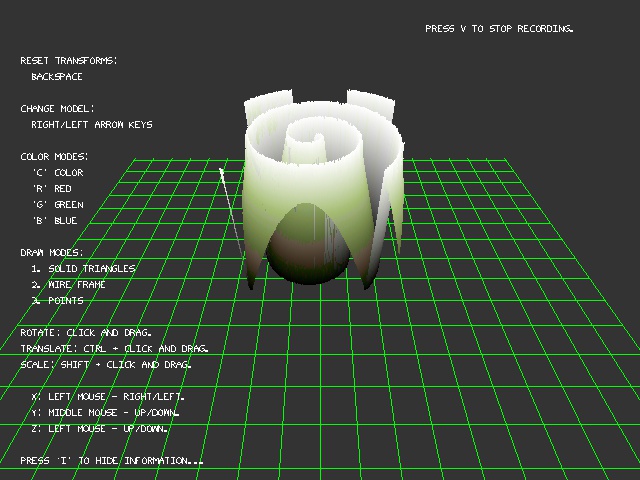 PRESS V TO STOP RECORDING.
RESET TRANSFORMS:
BACKSPACE
CHANGE MODEL:
RIGHT/LEFT ARROW KEYS
COLOR MODES:
'C' COLOR
'R' RED
'G' GREEN
'B' BLUE
DRAW MODES:
1. SOLID TRIANGLES
2. WIRE FRAME
3. POINTS
ROTATE: CLICK AND DRAG.
TRANSLATE: CTRL + CLICK AND DRAG.
SCALE: SHIFT + CLICK AND DRAG.
X: LEFT MOUSE - RIGHT/LEFT.
Y: MIDDLE MOUSE - UP/DOWN.
Z: LEFT MOUSE - UP/DOWN.
PRESS 'I' TO HIDE INFORMATION...